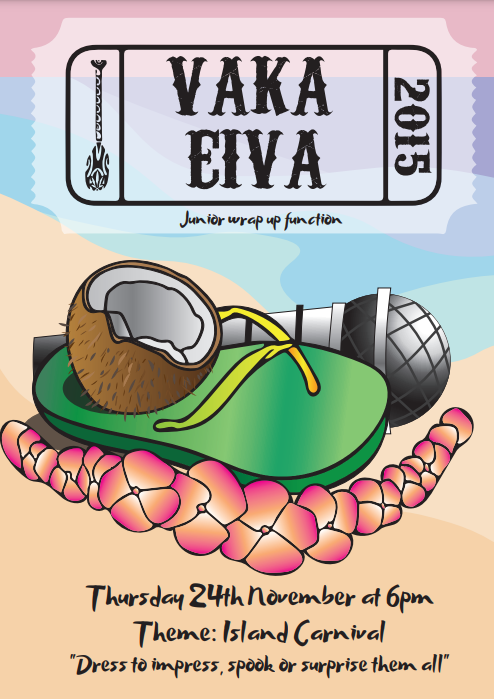 VAKA
EIVA
2015
Junior wrap up function
Thursday 24th November at 6pm
Theme: Island Carnival
"Dress to impress, spook or surprise them all"